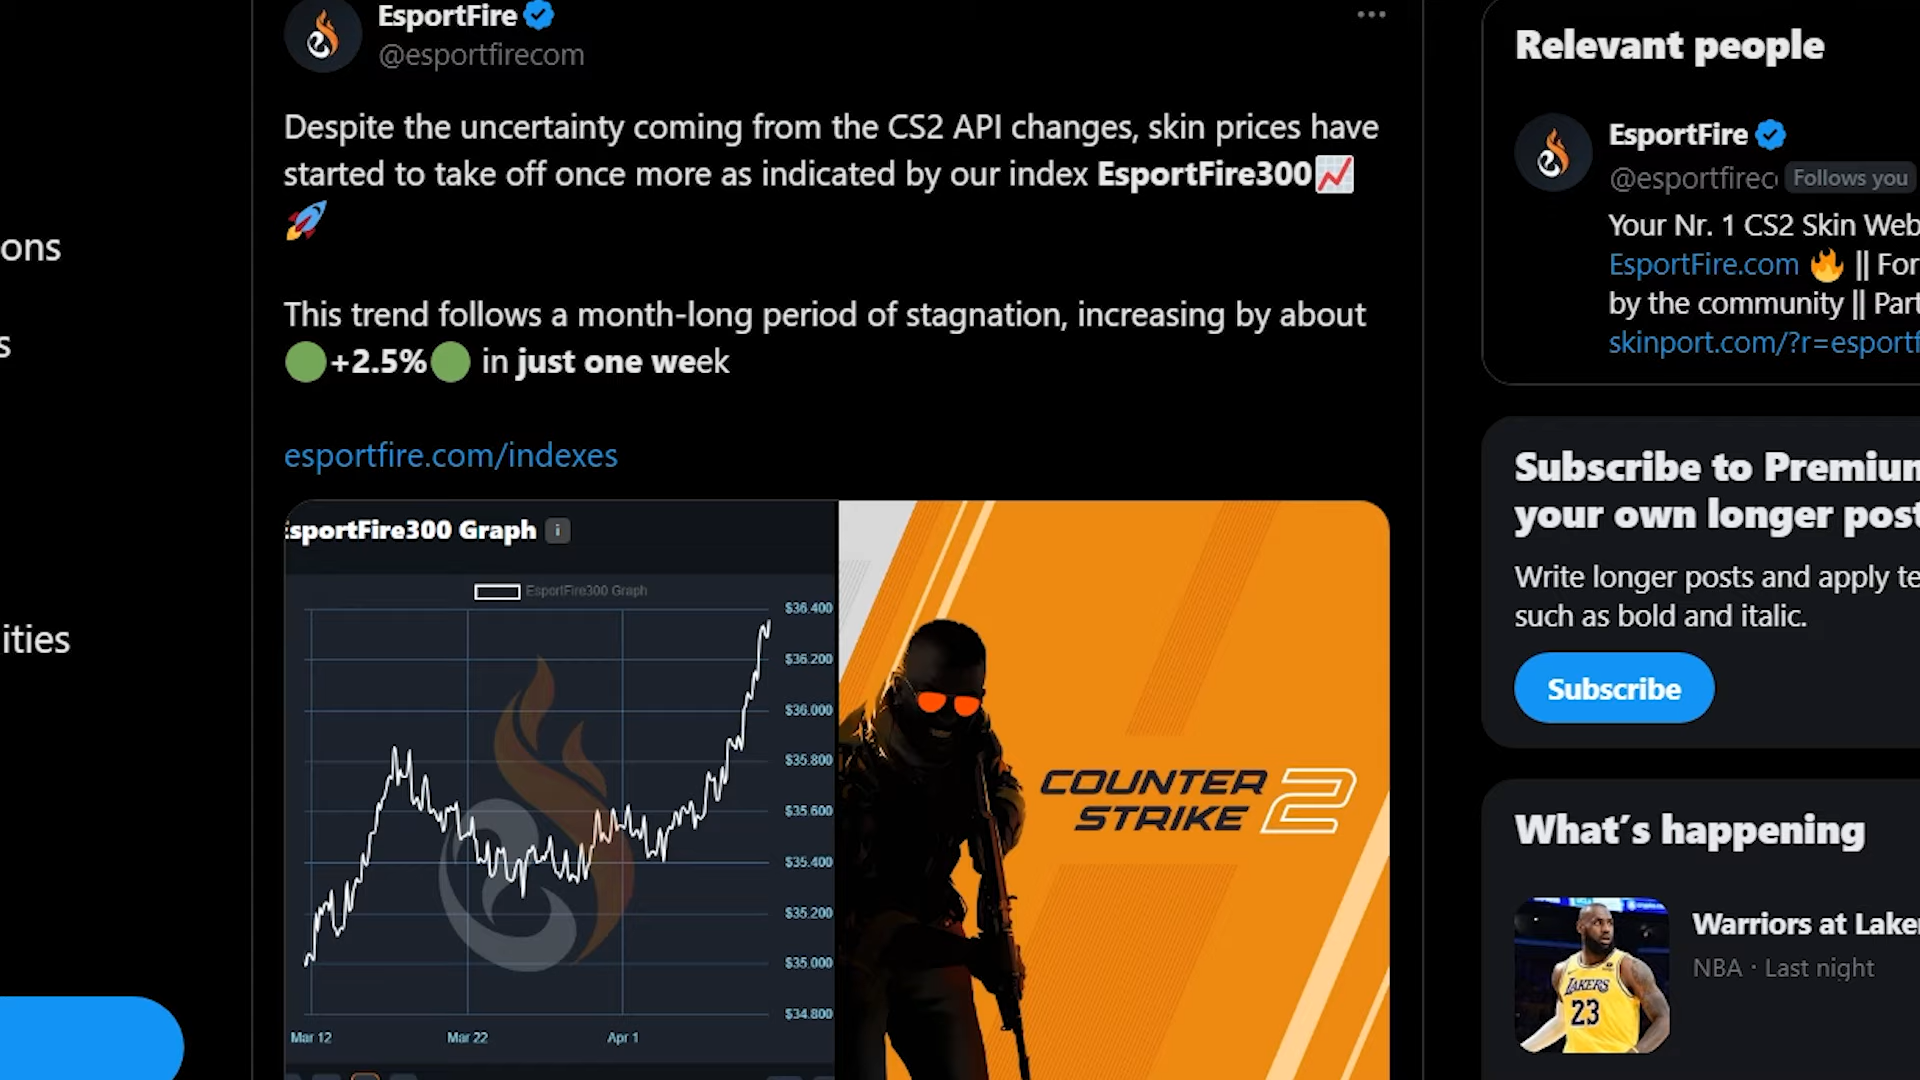 EsportFire
@esportfirecom
Despite the uncertainty coming from the CS2 API changes, skin prices have
started to take off once more as indicated by our index EsportFire300📈
🚀
This trend follows a month-long period of stagnation, increasing by about
🟢+2.5%🟢 in just one week
esportfire.com/indexes
sportFire300 Graph i
EsportFire300 Graph
$36.400
$36.200
$36.000
$35.800
$35.600
$35.400
$35.200
$35.000
$34.800
Mar 12
Mar 22
Apr 1
COUNTER
STRIKE 2
ons
s
ities
Relevant people
EsportFire
@esportfirec Follows you
Your Nr. 1 CS2 Skin Web
EsportFire.com 🔥 || For
by the community || Part
skinport.com/?r=esportf
Subscribe to Premium
your own longer post
Write longer posts and apply te
such as bold and italic.
Subscribe
What's happening
Warriors at Laker
NBA · Last night
LAKERS
23